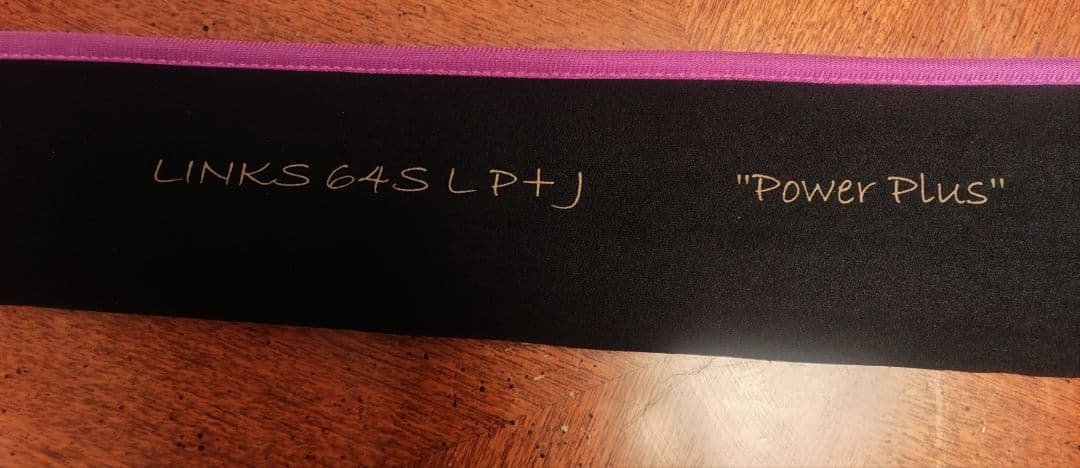 LINKS 64S L P+J "Power Plus"